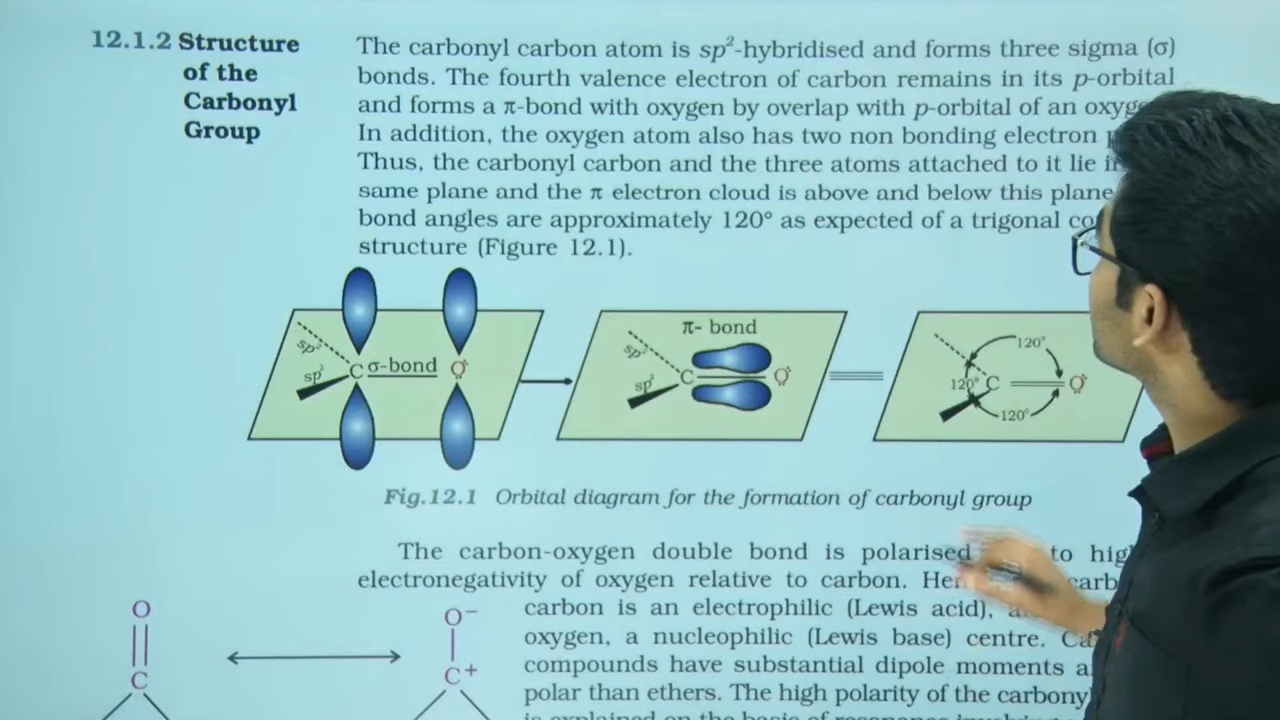 12.1.2 Structure of the Carbonyl Group
The carbonyl carbon atom is sp²-hybridised and forms three sigma (σ)
bonds. The fourth valence electron of carbon remains in its p-orbital
and forms a π-bond with oxygen by overlap with p-orbital of an
In addition, the oxygen atom also has two non bonding electron
Thus, the carbonyl carbon and the three atoms attached to it lie
same plane and the π electron cloud is above and below this plane
bond angles are approximately 120° as expected of a trigonal
structure (Figure 12.1).
sp² sp² C σ-bond O
π- bond
sp² sp² C O
120°
120° C O
120°
Fig.12.1 Orbital diagram for the formation of carbonyl group
The carbon-oxygen double bond is polarised to
electronegativity of oxygen relative to carbon.
carbon is an electrophilic (Lewis acid),
oxygen, a nucleophilic (Lewis base) centre.
compounds have substantial dipole moments
polar than ethers. The high polarity of the
is explained on the basis of resonance
O
C
O⁻
C⁺